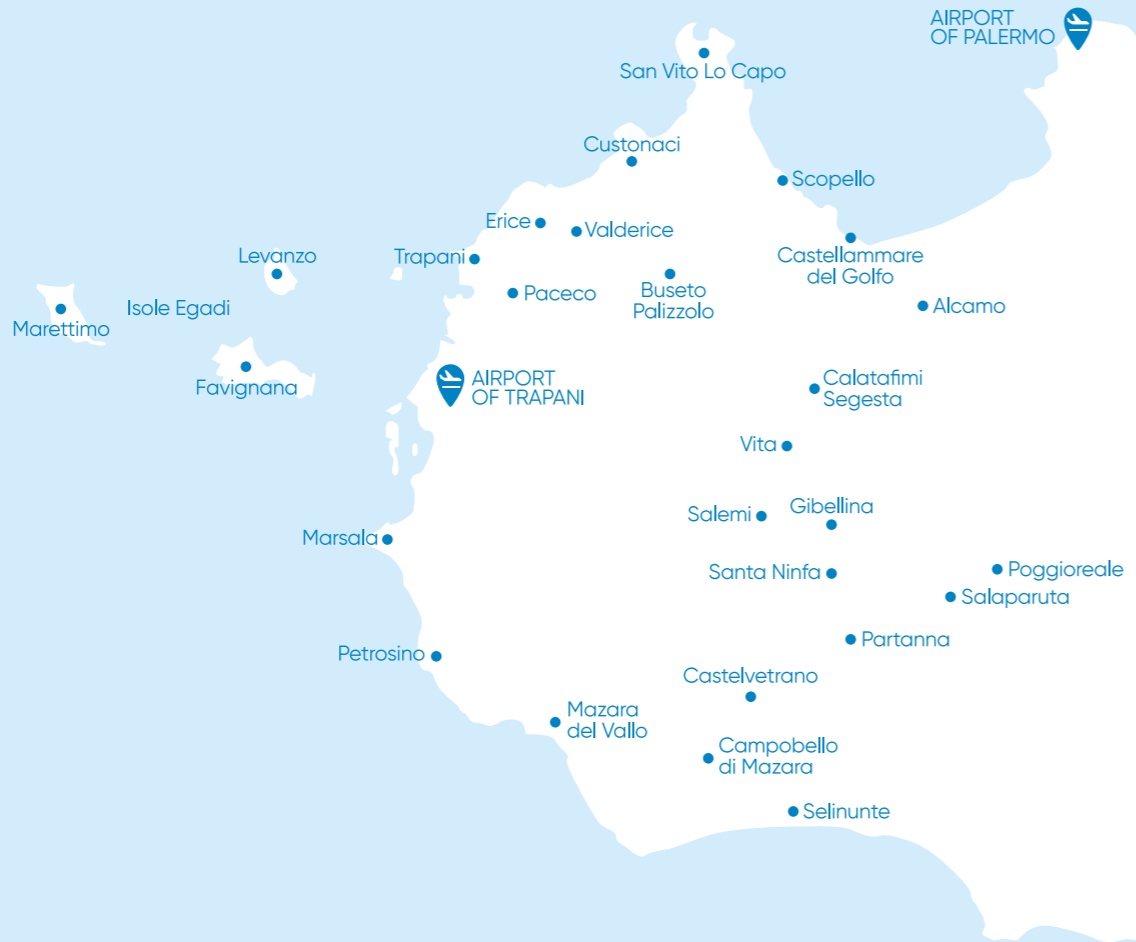 AIRPORT
OF PALERMO
San Vito Lo Capo
Custonaci
Scopello
Erice
Valderice
Levanzo
Trapani
Castellammare
del Golfo
Paceco
Buseto
Palizzolo
Isole Egadi
Alcamo
Marettimo
Favignana
AIRPORT
OF TRAPANI
Calatafimi
Segesta
Vita
Salemi
Gibellina
Marsala
Santa Ninfa
Poggioreale
Salaparuta
Partanna
Petrosino
Castelvetrano
Mazara
del Vallo
Campobello
di Mazara
Selinunte